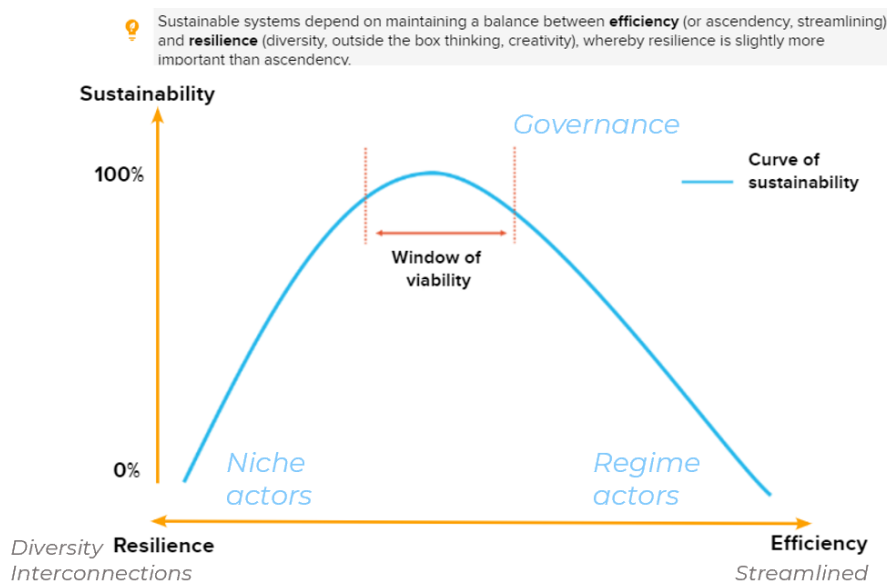 Sustainable systems depend on maintaining a balance between efficiency (or ascendency, streamlining)
and resilience (diversity, outside the box thinking, creativity), whereby resilience is slightly more
important than ascendency.
Sustainability
Governance
100%
Curve of
sustainability
Window of
viability
0%
Niche
actors
Regime
actors
Diversity
Resilience
Efficiency
Interconnections
Streamlined